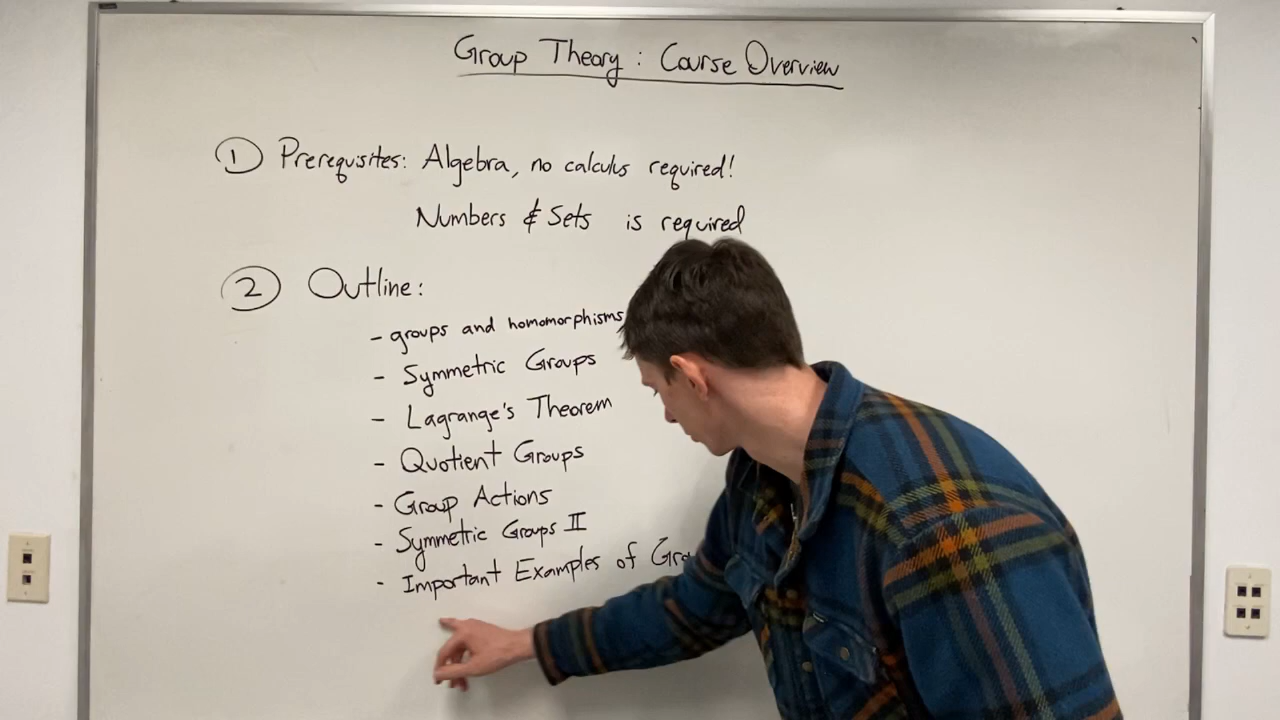 Group Theory : Course Overview
① Prerequisites: Algebra, no calculus required!
Numbers & Sets is required
② Outline:
- groups and homomorphisms
- Symmetric Groups
- Lagrange's Theorem
- Quotient Groups
- Group Actions
- Symmetric Groups II
- Important Examples of